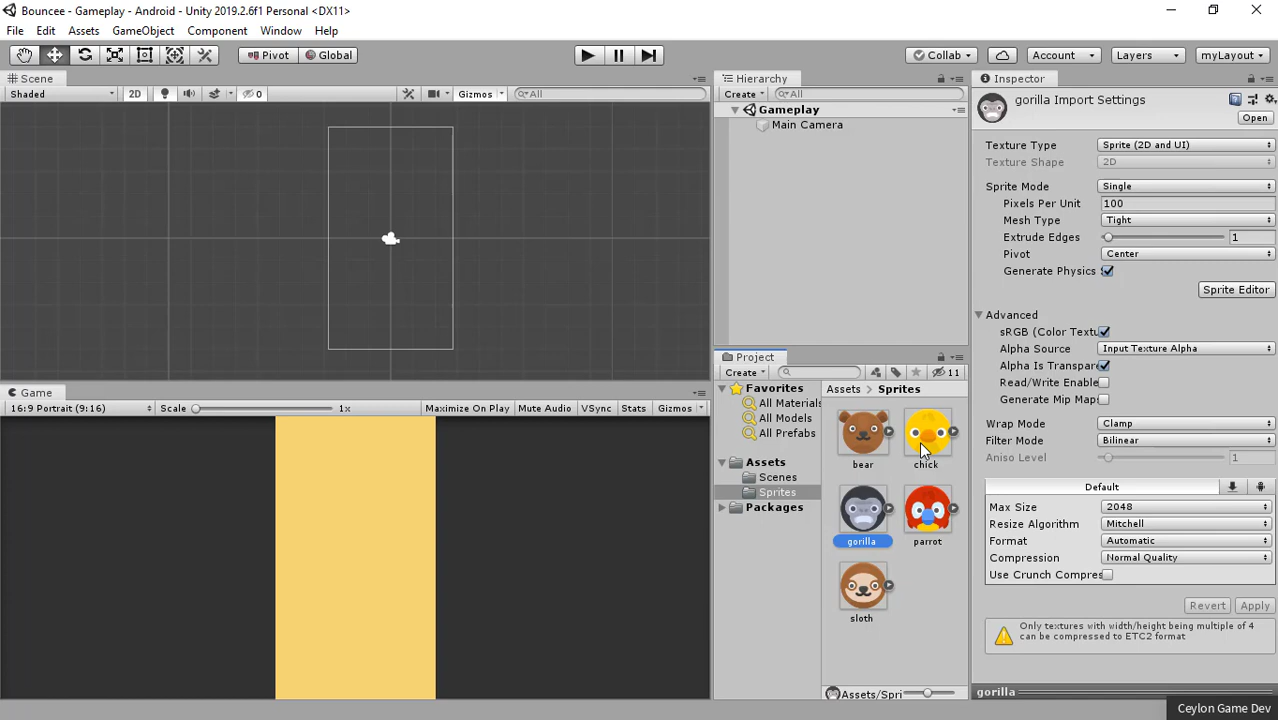 Bouncee - Gameplay - Android - Unity 2019.2.6f1 Personal <DX11>
File Edit Assets GameObject Component Window Help
Pivot Global Collab Account Layers myLayout
Scene
Shaded 2D 0 Gizmos All
Hierarchy
Create All
Gameplay
Main Camera
Game
16:9 Portrait (9:16) Scale 1x Maximize On Play Mute Audio VSync Stats Gizmos
Project
Create 11
Favorites
All Materials
All Models
All Prefabs
Assets
Scenes
Sprites
Packages
Assets Sprites
bear chick
gorilla parrot
sloth
Assets/Spri
Inspector
gorilla Import Settings
Open
Texture Type Sprite (2D and UI)
Texture Shape 2D
Sprite Mode Single
Pixels Per Unit 100
Mesh Type Tight
Extrude Edges 1
Pivot Center
Generate Physics S
Sprite Editor
Advanced
sRGB (Color Textu
Alpha Source Input Texture Alpha
Alpha Is Transpare
Read/Write Enable
Generate Mip Maps
Wrap Mode Clamp
Filter Mode Bilinear
Aniso Level 1
Default
Max Size 2048
Resize Algorithm Mitchell
Format Automatic
Compression Normal Quality
Use Crunch Compres
Revert Apply
Only textures with width/height being multiple of 4
can be compressed to ETC2 format
gorilla
Ceylon Game Dev